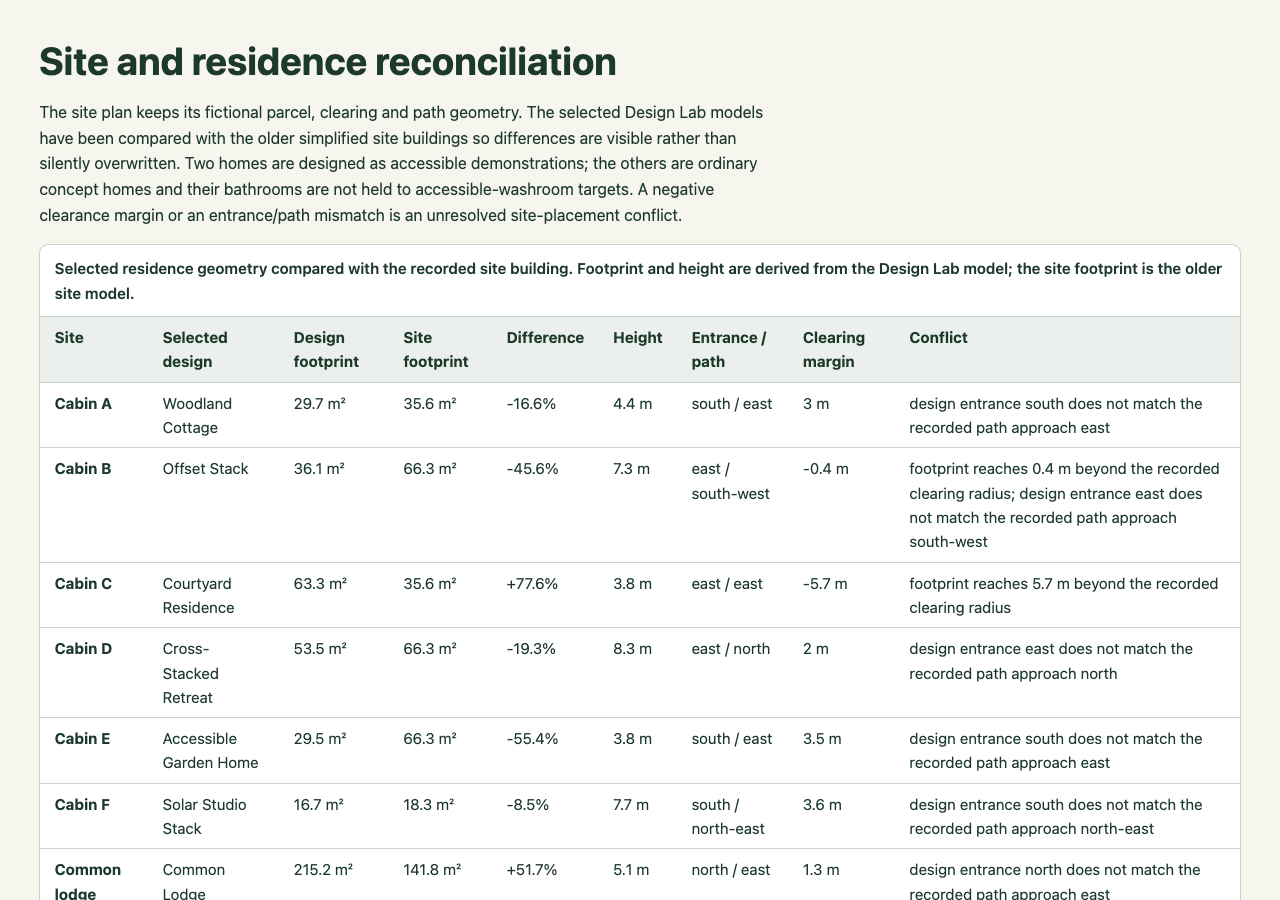 Site and residence reconciliation
The site plan keeps its fictional parcel, clearing and path geometry. The selected Design Lab models
have been compared with the older simplified site buildings so differences are visible rather than
silently overwritten. Two homes are designed as accessible demonstrations; the others are ordinary
concept homes and their bathrooms are not held to accessible-washroom targets. A negative
clearance margin or an entrance/path mismatch is an unresolved site-placement conflict.
Selected residence geometry compared with the recorded site building. Footprint and height are derived from the Design Lab model; the site footprint is the older
site model.
Site Selected design Design footprint Site footprint Difference Height Entrance / path Clearing margin Conflict
Cabin A Woodland Cottage 29.7 m² 35.6 m² -16.6% 4.4 m south / east 3 m design entrance south does not match the recorded path approach east
Cabin B Offset Stack 36.1 m² 66.3 m² -45.6% 7.3 m east / south-west -0.4 m footprint reaches 0.4 m beyond the recorded clearing radius; design entrance east does not match the recorded path approach south-west
Cabin C Courtyard Residence 63.3 m² 35.6 m² +77.6% 3.8 m east / east -5.7 m footprint reaches 5.7 m beyond the recorded clearing radius
Cabin D Cross-Stacked Retreat 53.5 m² 66.3 m² -19.3% 8.3 m east / north 2 m design entrance east does not match the recorded path approach north
Cabin E Accessible Garden Home 29.5 m² 66.3 m² -55.4% 3.8 m south / east 3.5 m design entrance south does not match the recorded path approach east
Cabin F Solar Studio Stack 16.7 m² 18.3 m² -8.5% 7.7 m south / north-east 3.6 m design entrance south does not match the recorded path approach north-east
Common lodge Common Lodge 215.2 m² 141.8 m² +51.7% 5.1 m north / east 1.3 m design entrance north does not match the recorded path approach east